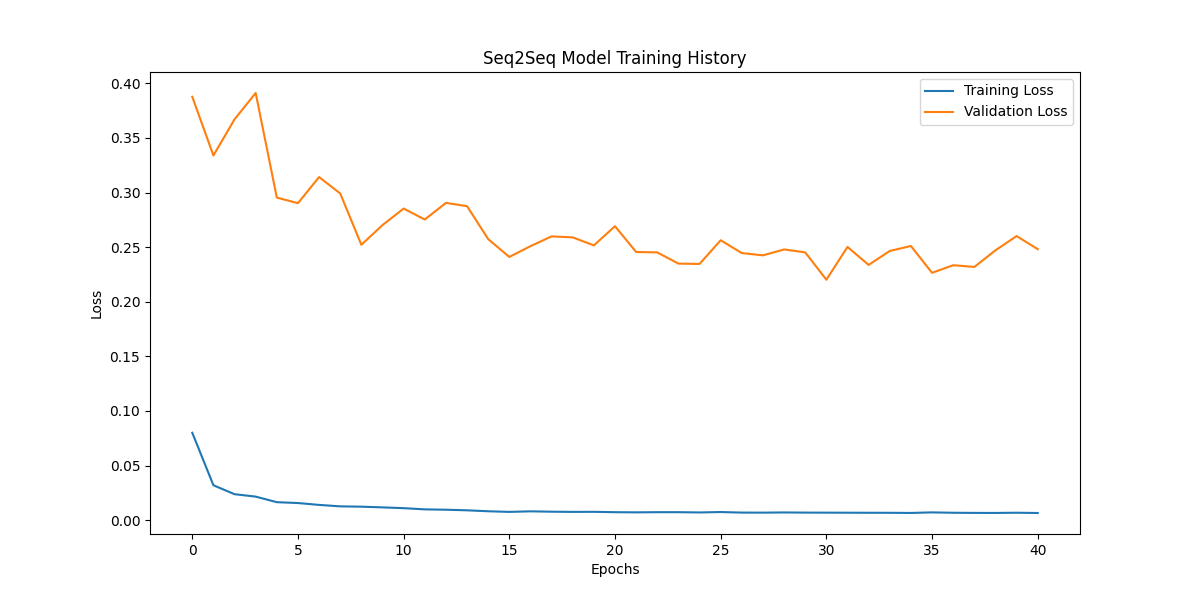 Seq2Seq Model Training History
Training Loss
Validation Loss
0.40
0.35
0.30
0.25
0.20
0.15
0.10
0.05
0.00
Loss
0 5 10 15 20 25 30 35 40
Epochs